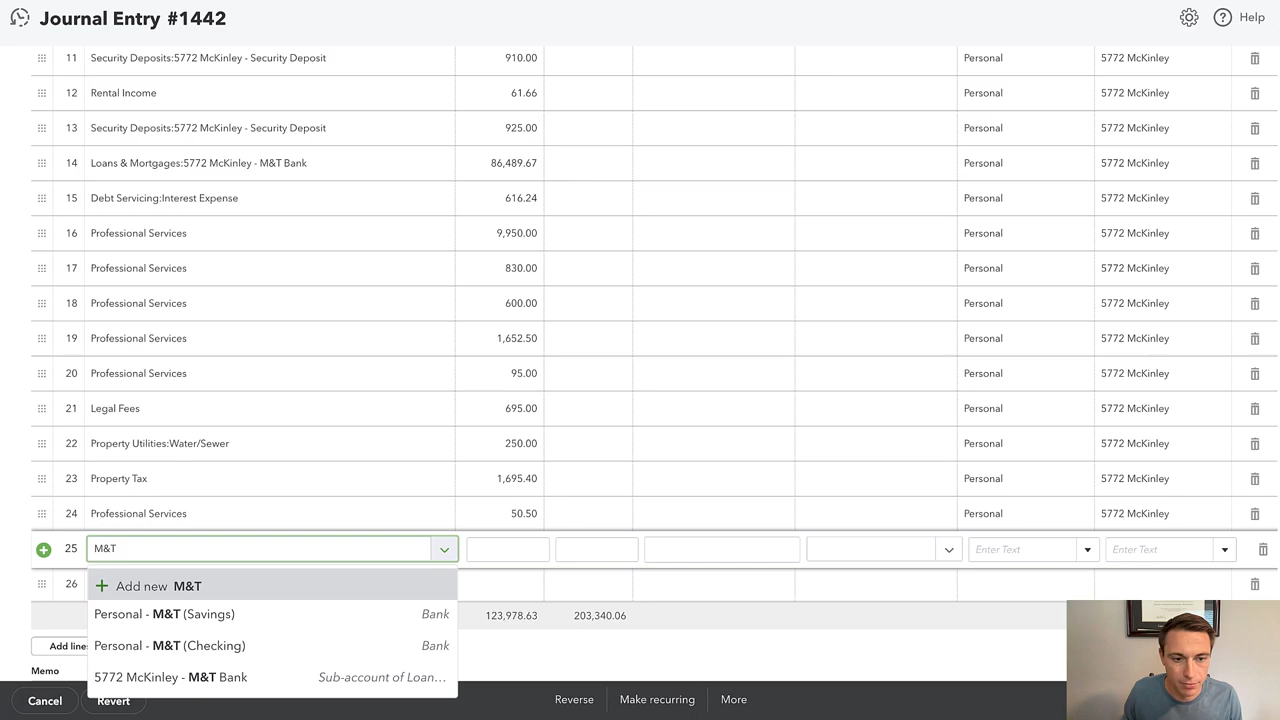 Journal Entry #1442
Help
11 Security Deposits:5772 McKinley - Security Deposit 910.00 Personal 5772 McKinley
12 Rental Income 61.66 Personal 5772 McKinley
13 Security Deposits:5772 McKinley - Security Deposit 925.00 Personal 5772 McKinley
14 Loans & Mortgages:5772 McKinley - M&T Bank 86,489.67 Personal 5772 McKinley
15 Debt Servicing:Interest Expense 616.24 Personal 5772 McKinley
16 Professional Services 9,950.00 Personal 5772 McKinley
17 Professional Services 830.00 Personal 5772 McKinley
18 Professional Services 600.00 Personal 5772 McKinley
19 Professional Services 1,652.50 Personal 5772 McKinley
20 Professional Services 95.00 Personal 5772 McKinley
21 Legal Fees 695.00 Personal 5772 McKinley
22 Property Utilities:Water/Sewer 250.00 Personal 5772 McKinley
23 Property Tax 1,695.40 Personal 5772 McKinley
24 Professional Services 50.50 Personal 5772 McKinley
25 M&T Enter Text Enter Text
26 Add new M&T
Personal - M&T (Savings) Bank 123,978.63 203,340.06
Personal - M&T (Checking) Bank
Add line
Memo
5772 McKinley - M&T Bank Sub-account of Loan…
Cancel Revert Reverse Make recurring More